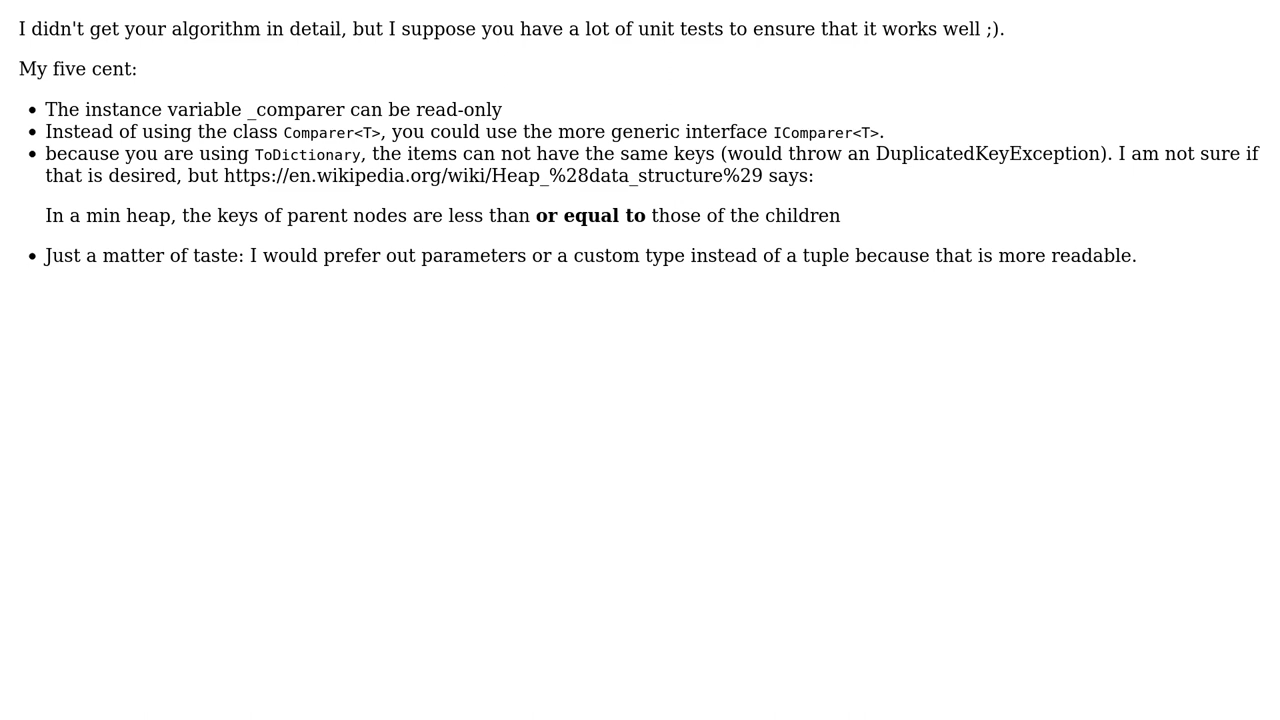 I didn't get your algorithm in detail, but I suppose you have a lot of unit tests to ensure that it works well ;).
My five cent:
• The instance variable _comparer can be read-only
• Instead of using the class Comparer<T>, you could use the more generic interface IComparer<T>.
• because you are using ToDictionary, the items can not have the same keys (would throw an DuplicatedKeyException). I am not sure if
that is desired, but https://en.wikipedia.org/wiki/Heap_%28data_structure%29 says:
In a min heap, the keys of parent nodes are less than or equal to those of the children
• Just a matter of taste: I would prefer out parameters or a custom type instead of a tuple because that is more readable.